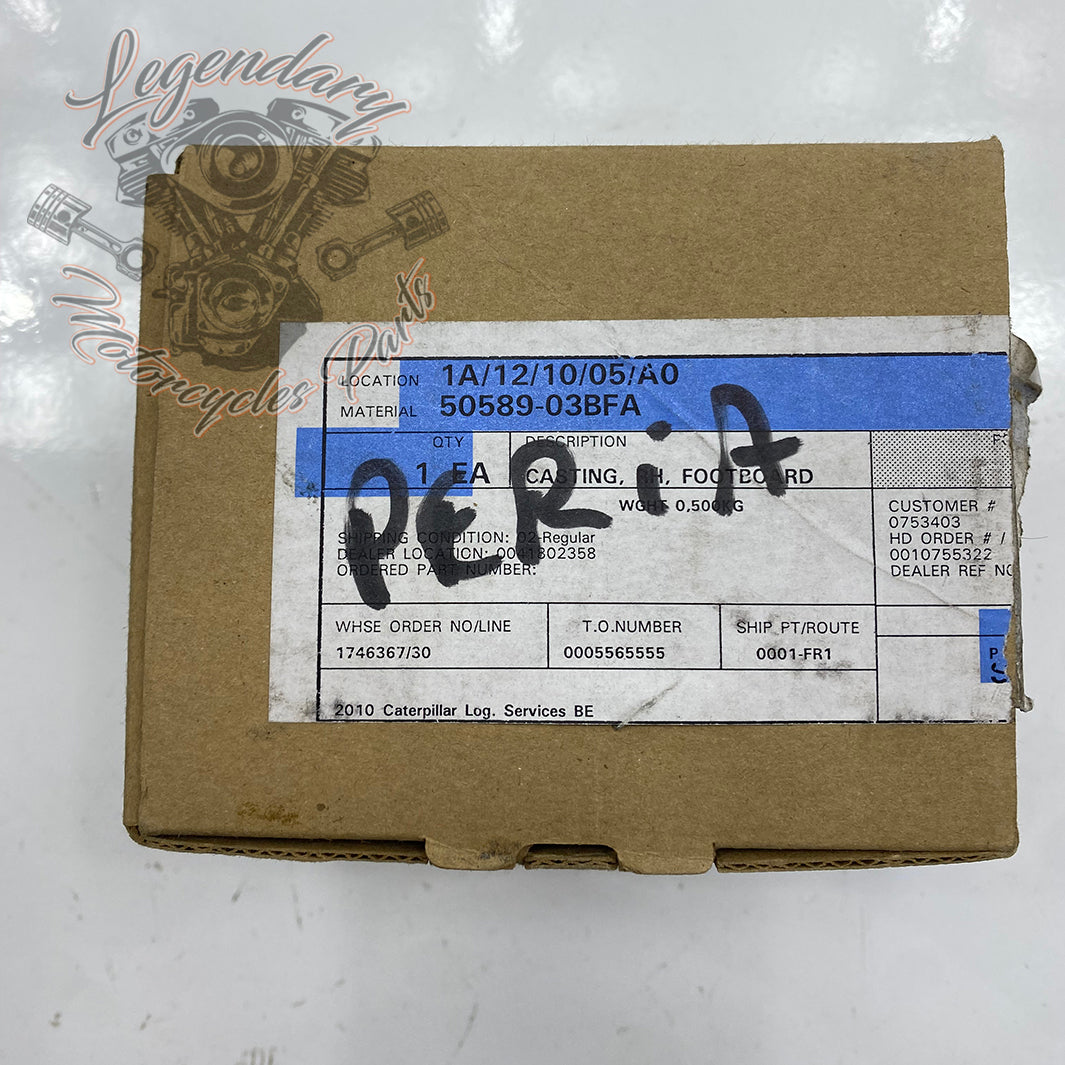 Legendary
Motorcycles Parts
LOCATION 1A/12/10/05/A0
MATERIAL 50589-03BFA
QTY DESCRIPTION
1 EA CASTING, RH, FOOTBOARD
WGHT 0,500KG
PERiA
SHIPPING CONDITION: 02-Regular
DEALER LOCATION: 0041802358
ORDERED PART NUMBER:
CUSTOMER #
0753403
HD ORDER # /
0010755322
DEALER REF NO
WHSE ORDER NO/LINE
1746367/30
T.O.NUMBER
0005565555
SHIP PT/ROUTE
0001-FR1
P
S
2010 Caterpillar Log. Services BE